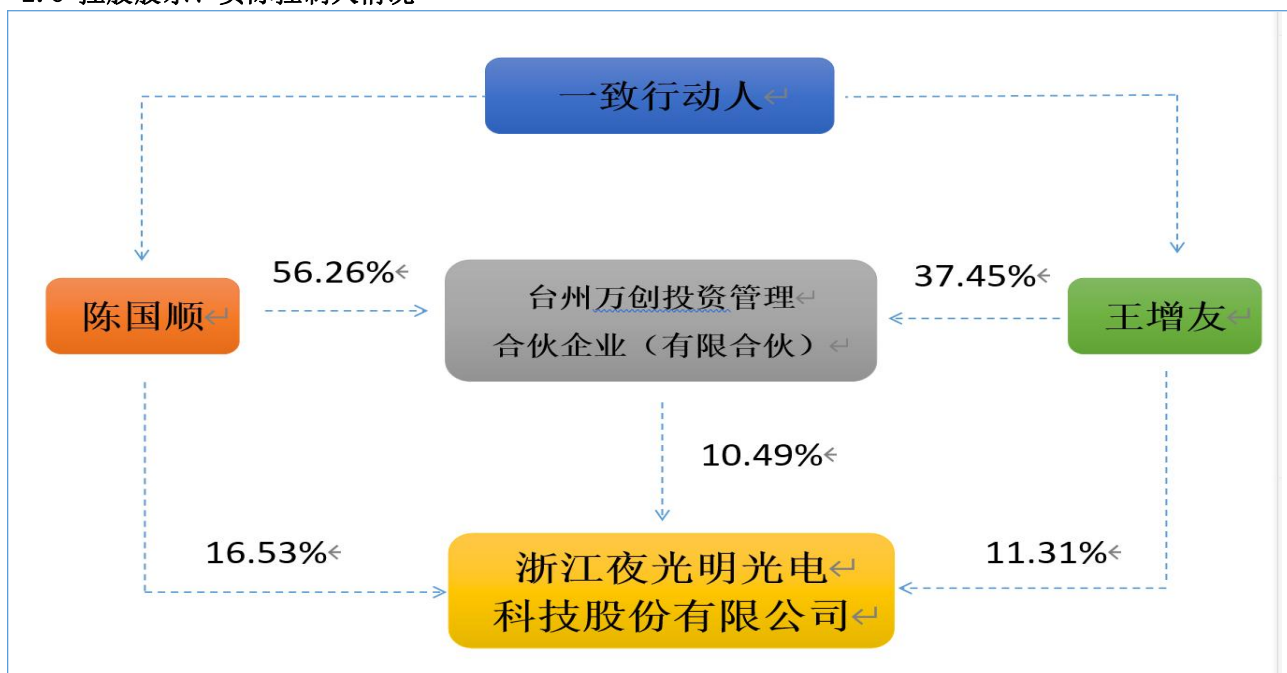 一致行动人
56.26%
37.45%
陈国顺
台州万创投资管理
合伙企业（有限合伙）
王增友
10.49%
16.53%
11.31%
浙江夜光明光电
科技股份有限公司